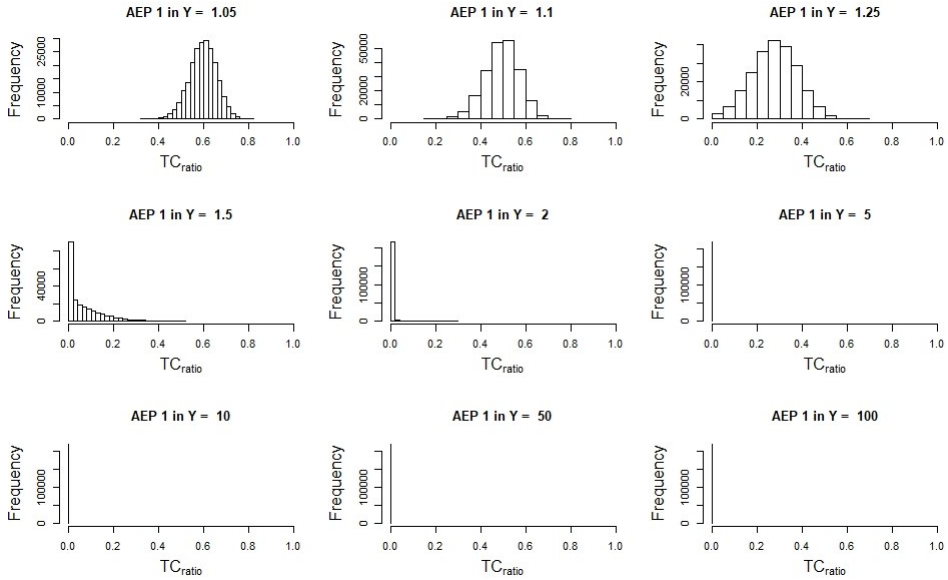 AEP 1 in Y = 1.05
Frequency
0 10000 25000
0.0 0.2 0.4 0.6 0.8 1.0
TCratio
AEP 1 in Y = 1.1
Frequency
0 20000 50000
0.0 0.2 0.4 0.6 0.8 1.0
TCratio
AEP 1 in Y = 1.25
Frequency
0 20000
0.0 0.2 0.4 0.6 0.8 1.0
TCratio
AEP 1 in Y = 1.5
Frequency
0 40000
0.0 0.2 0.4 0.6 0.8 1.0
TCratio
AEP 1 in Y = 2
Frequency
0 100000
0.0 0.2 0.4 0.6 0.8 1.0
TCratio
AEP 1 in Y = 5
Frequency
0 100000
0.0 0.2 0.4 0.6 0.8 1.0
TCratio
AEP 1 in Y = 10
Frequency
0 100000
0.0 0.2 0.4 0.6 0.8 1.0
TCratio
AEP 1 in Y = 50
Frequency
0 100000
0.0 0.2 0.4 0.6 0.8 1.0
TCratio
AEP 1 in Y = 100
Frequency
0 100000
0.0 0.2 0.4 0.6 0.8 1.0
TCratio